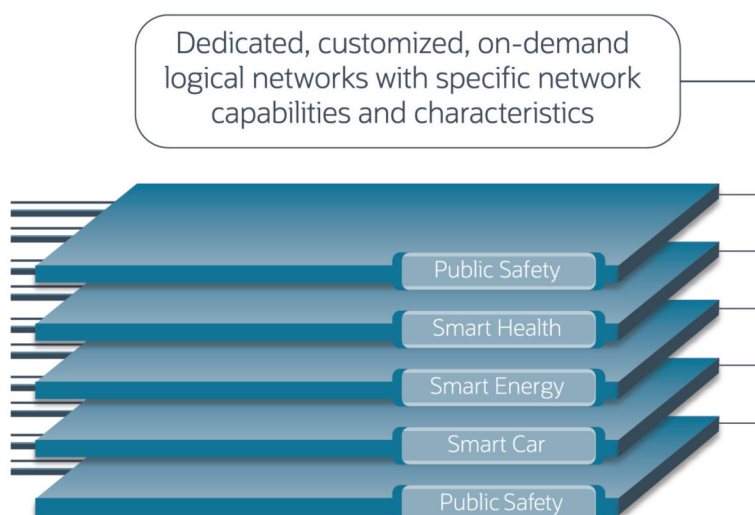 Dedicated, customized, on-demand
logical networks with specific network
capabilities and characteristics
Public Safety
Smart Health
Smart Energy
Smart Car
Public Safety